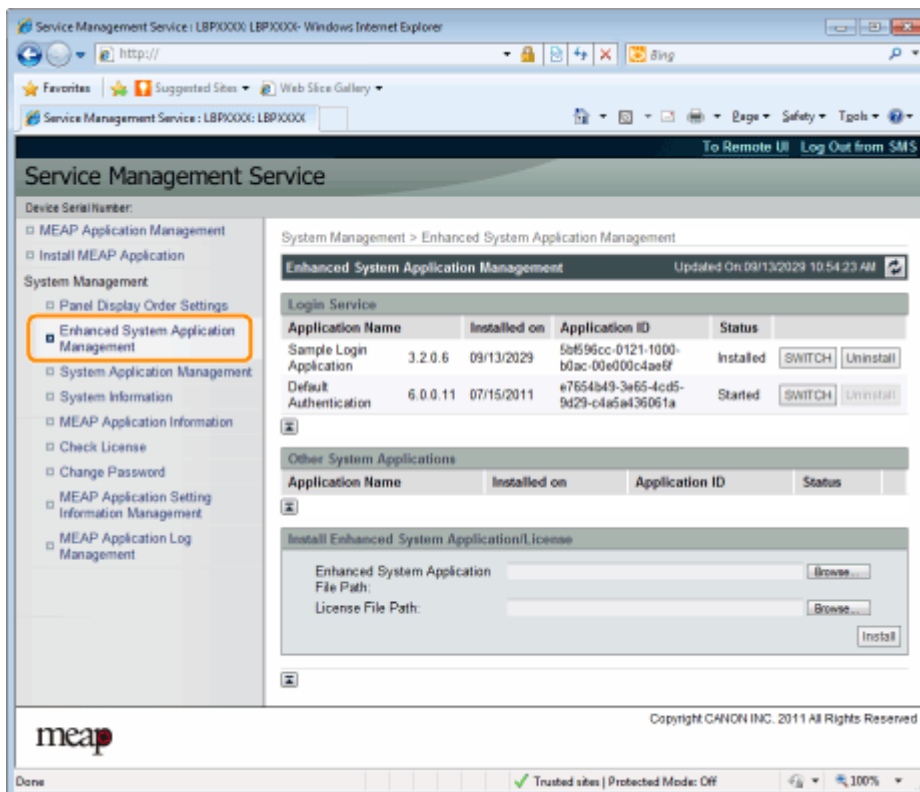 Service Management Service : LBPXXXX: LBPXXXX- Windows Internet Explorer
http://
Bing
Favorites
Suggested Sites
Web Slice Gallery
Service Management Service : LBPXXXX: LBPXXXX
Page Safety Tools
To Remote UI Log Out from SMS
Service Management Service
Device Serial Number:
MEAP Application Management
Install MEAP Application
System Management
Panel Display Order Settings
Enhanced System Application
Management
System Application Management
System Information
MEAP Application Information
Check License
Change Password
MEAP Application Setting
Information Management
MEAP Application Log
Management
System Management > Enhanced System Application Management
Enhanced System Application Management Updated On:09/13/2029 10:54:23 AM
Login Service
Application Name Installed on Application ID Status
Sample Login
Application 3.2.0.6 09/13/2029 5bf596cc-0121-1000-
b0ac-00e000c4ae6f Installed SWITCH Uninstall
Default
Authentication 6.0.0.11 07/15/2011 e7654b49-3e65-4cd5-
9d29-c4a5a436061a Started SWITCH Uninstall
Other System Applications
Application Name Installed on Application ID Status
Install Enhanced System Application/License
Enhanced System Application
File Path: Browse...
License File Path: Browse...
Install
meap
Copyright CANON INC. 2011 All Rights Reserved
Done
Trusted sites | Protected Mode: Off
100%